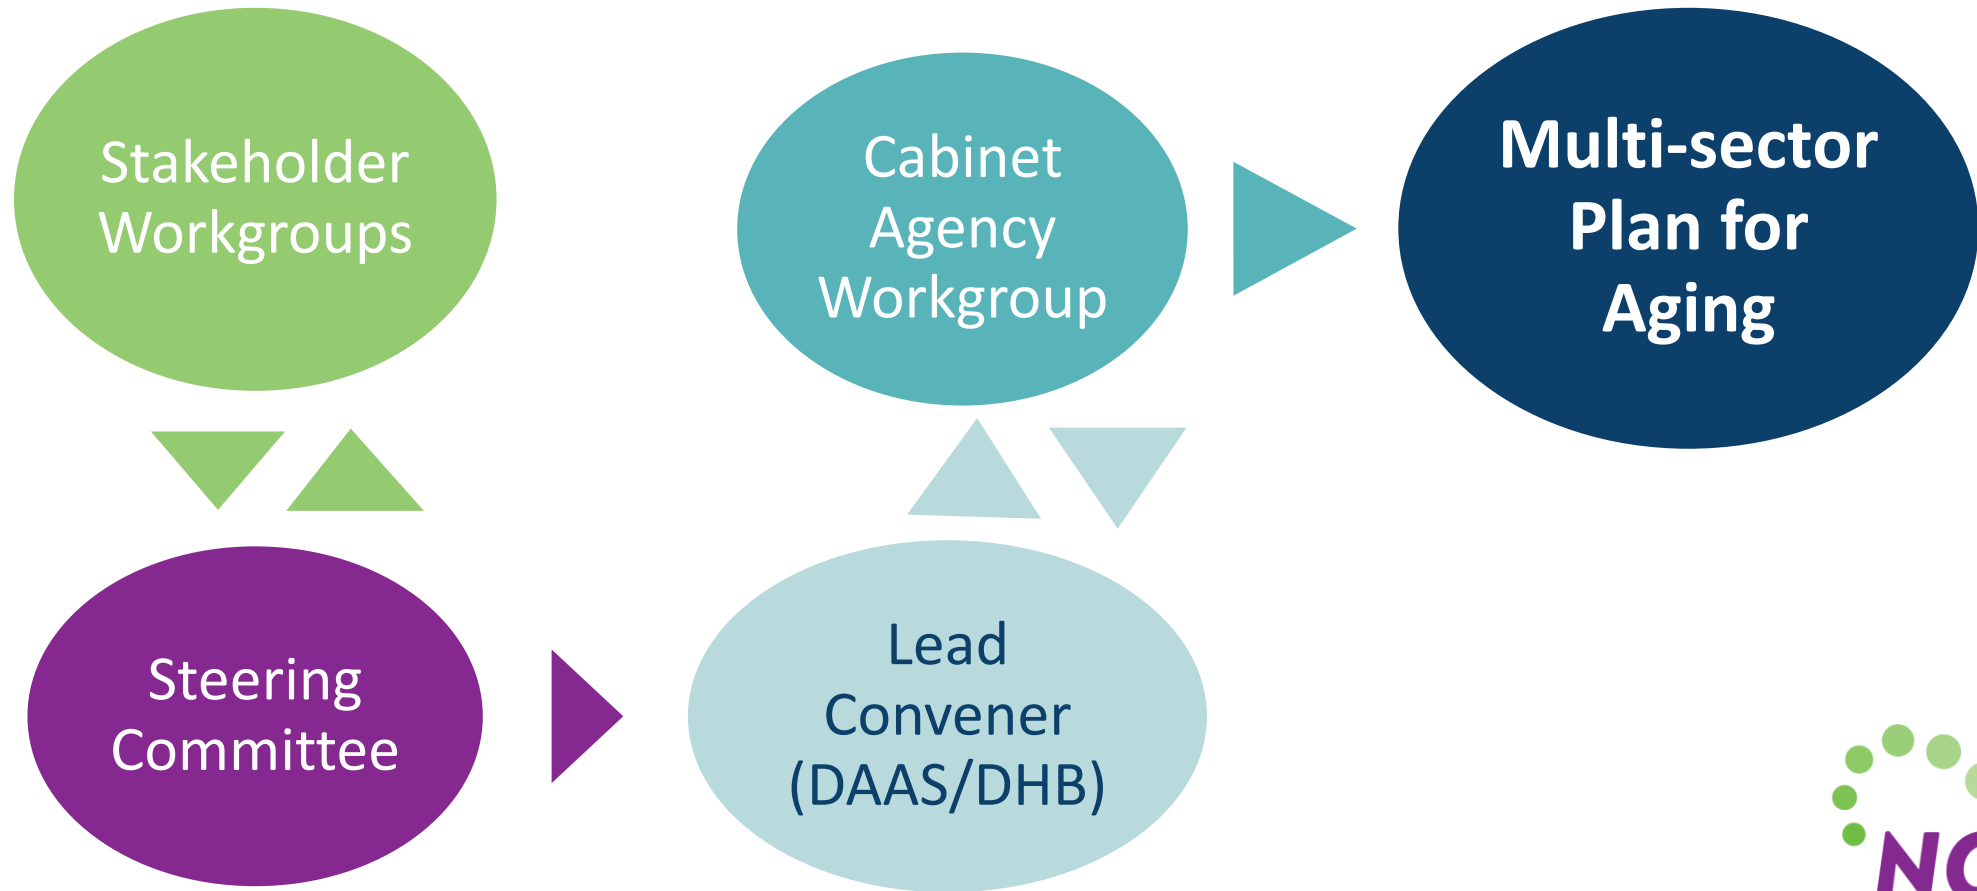 Stakeholder
Workgroups
Steering
Committee
Cabinet
Agency
Workgroup
Lead
Convener
(DAAS/DHB)
Multi-sector
Plan for
Aging